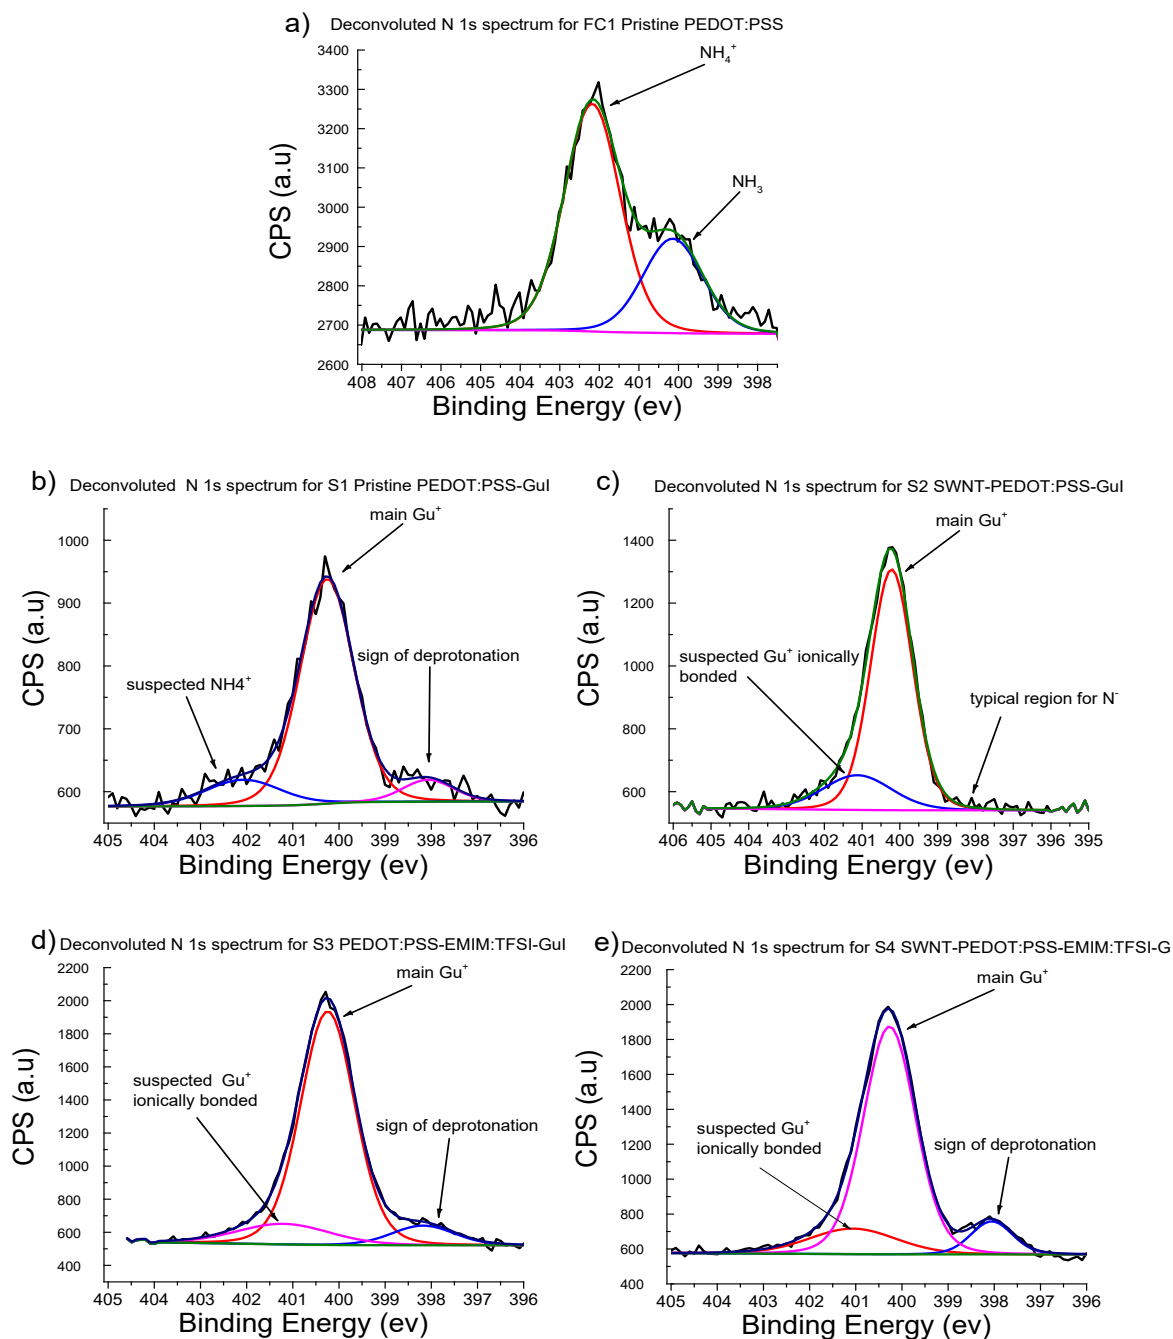 a) Deconvoluted N 1s spectrum for FC1 Pristine PEDOT:PSS
NH₄⁺
NH₃
3400
3300
3200
3100
3000
2900
2800
2700
2600
CPS (a.u)
408 407 406 405 404 403 402 401 400 399 398
Binding Energy (ev)
b) Deconvoluted N 1s spectrum for S1 Pristine PEDOT:PSS-GuI
main Gu⁺
sign of deprotonation
suspected NH4⁺
1000
900
800
700
600
CPS (a.u)
405 404 403 402 401 400 399 398 397 396
Binding Energy (ev)
c) Deconvoluted N 1s spectrum for S2 SWNT-PEDOT:PSS-GuI
main Gu⁺
suspected Gu⁺ ionically
bonded
typical region for N⁻
1400
1200
1000
800
600
CPS (a.u)
406 405 404 403 402 401 400 399 398 397 396 395
Binding Energy (ev)
d) Deconvoluted N 1s spectrum for S3 PEDOT:PSS-EMIM:TFSI-GuI
main Gu⁺
suspected Gu⁺
ionically bonded
sign of deprotonation
2200
2000
1800
1600
1400
1200
1000
800
600
400
CPS (a.u)
405 404 403 402 401 400 399 398 397 396
Binding Energy (ev)
e) Deconvoluted N 1s spectrum for S4 SWNT-PEDOT:PSS-EMIM:TFSI-G
main Gu⁺
suspected Gu⁺
ionically bonded
sign of deprotonation
2200
2000
1800
1600
1400
1200
1000
800
600
400
CPS (a.u)
405 404 403 402 401 400 399 398 397 396
Binding Energy (ev)